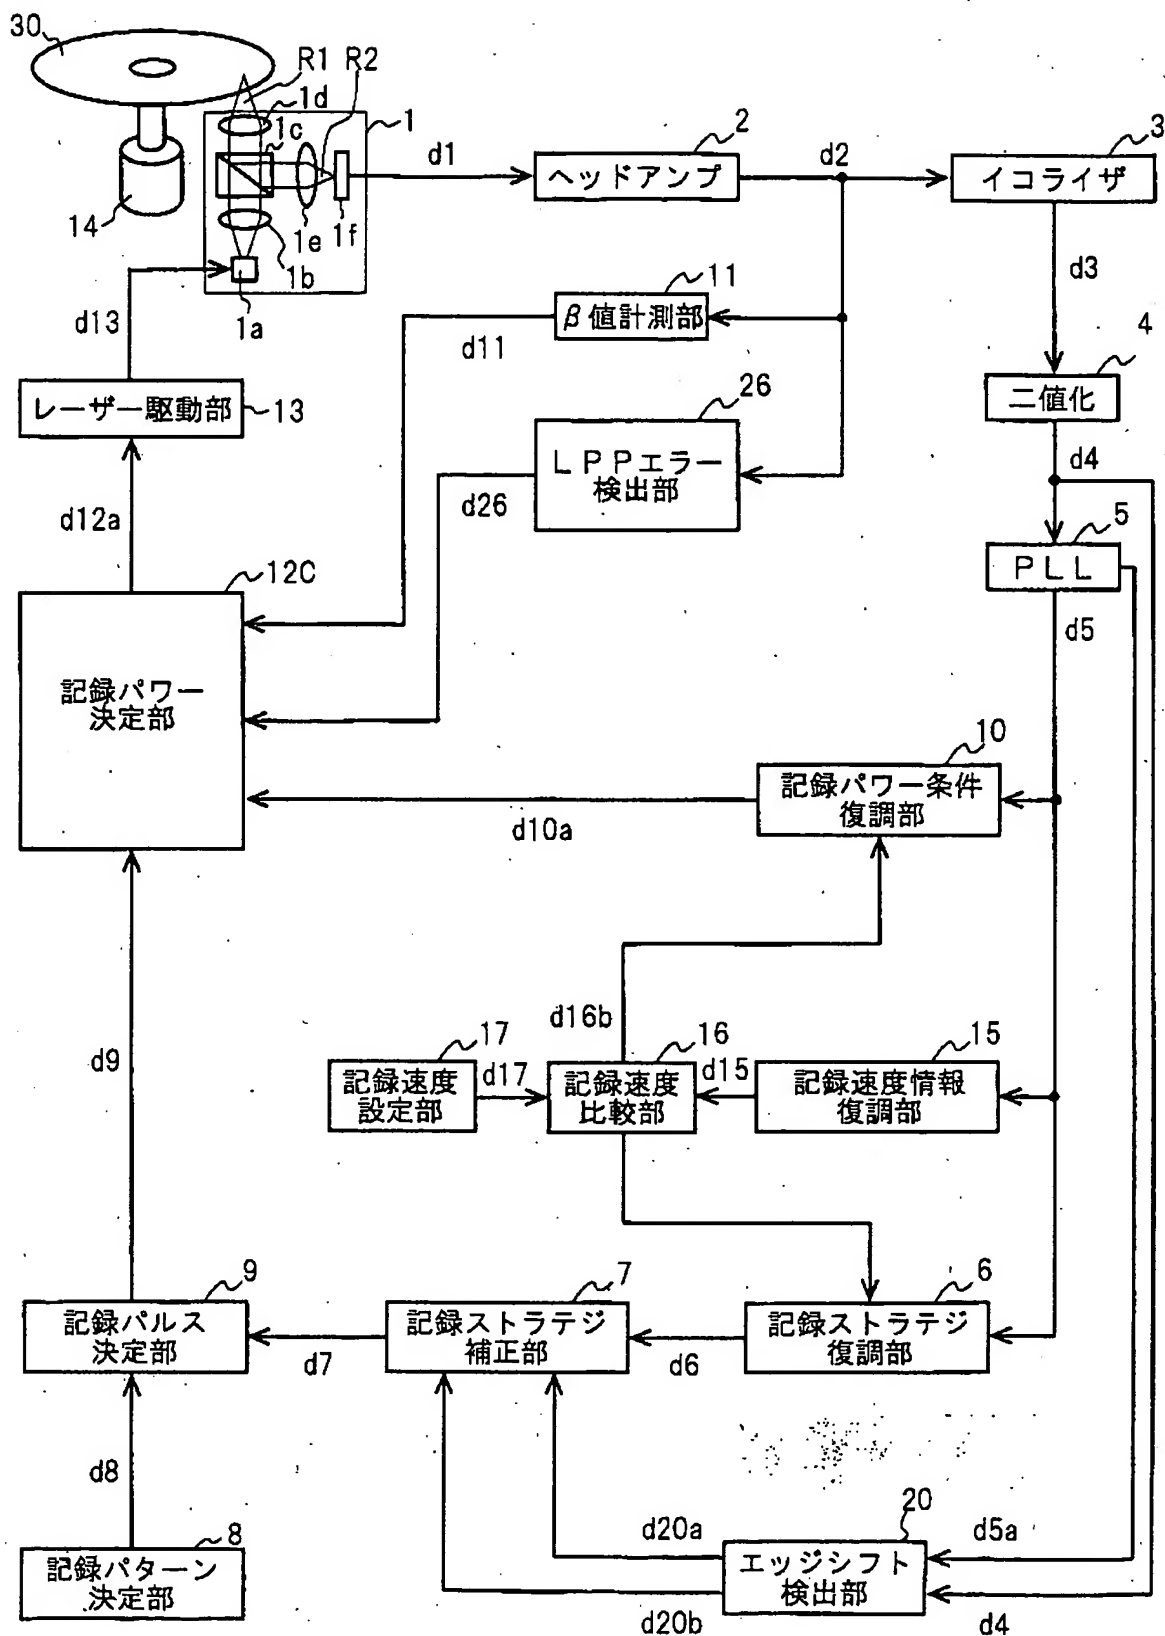 30
R1
R2
1d
1c
1
2
3
d1
ヘッドアンプ
d2
イコライザ
14
1e
1f
1b
1a
11
d3
d13
β値計測部
d11
4
レーザー駆動部
13
26
二値化
LPPエラー
検出部
d4
d26
d12a
5
PLL
12C
d5
記録パワー
決定部
10
記録パワー条件
復調部
d10a
d16b
17
16
15
d9
記録速度
設定部
d17
記録速度
比較部
d15
記録速度情報
復調部
9
7
6
記録パルス
決定部
d7
記録ストラテジ
補正部
d6
記録ストラテジ
復調部
d8
20
d20a
d5a
8
記録パターン
決定部
エッジシフト
検出部
d20b
d4